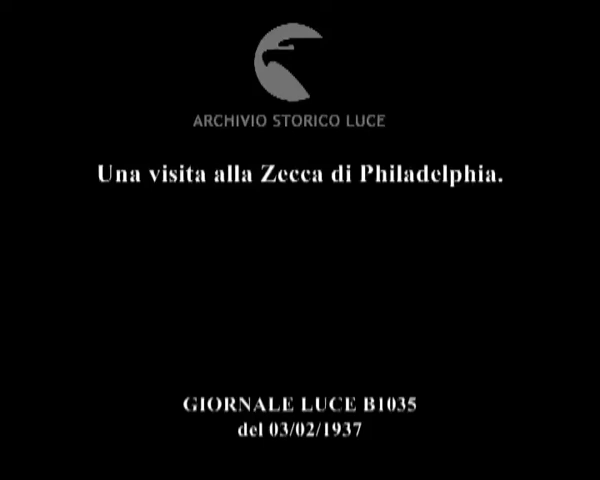 ARCHIVIO STORICO LUCE
Una visita alla Zecca di Philadelphia.
GIORNALE LUCE B1035
del 03/02/1937